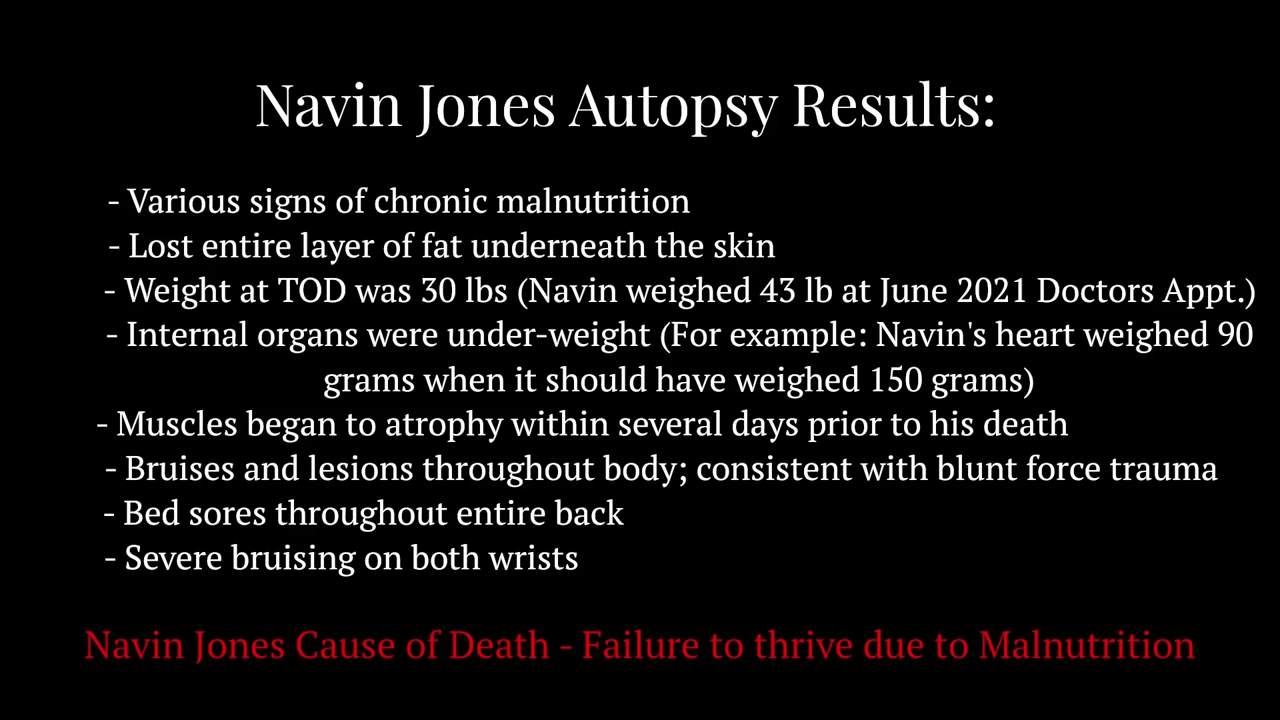 Navin Jones Autopsy Results:
- Various signs of chronic malnutrition
- Lost entire layer of fat underneath the skin
- Weight at TOD was 30 lbs (Navin weighed 43 lb at June 2021 Doctors Appt.)
- Internal organs were under-weight (For example: Navin's heart weighed 90
grams when it should have weighed 150 grams)
- Muscles began to atrophy within several days prior to his death
- Bruises and lesions throughout body; consistent with blunt force trauma
- Bed sores throughout entire back
- Severe bruising on both wrists
Navin Jones Cause of Death - Failure to thrive due to Malnutrition